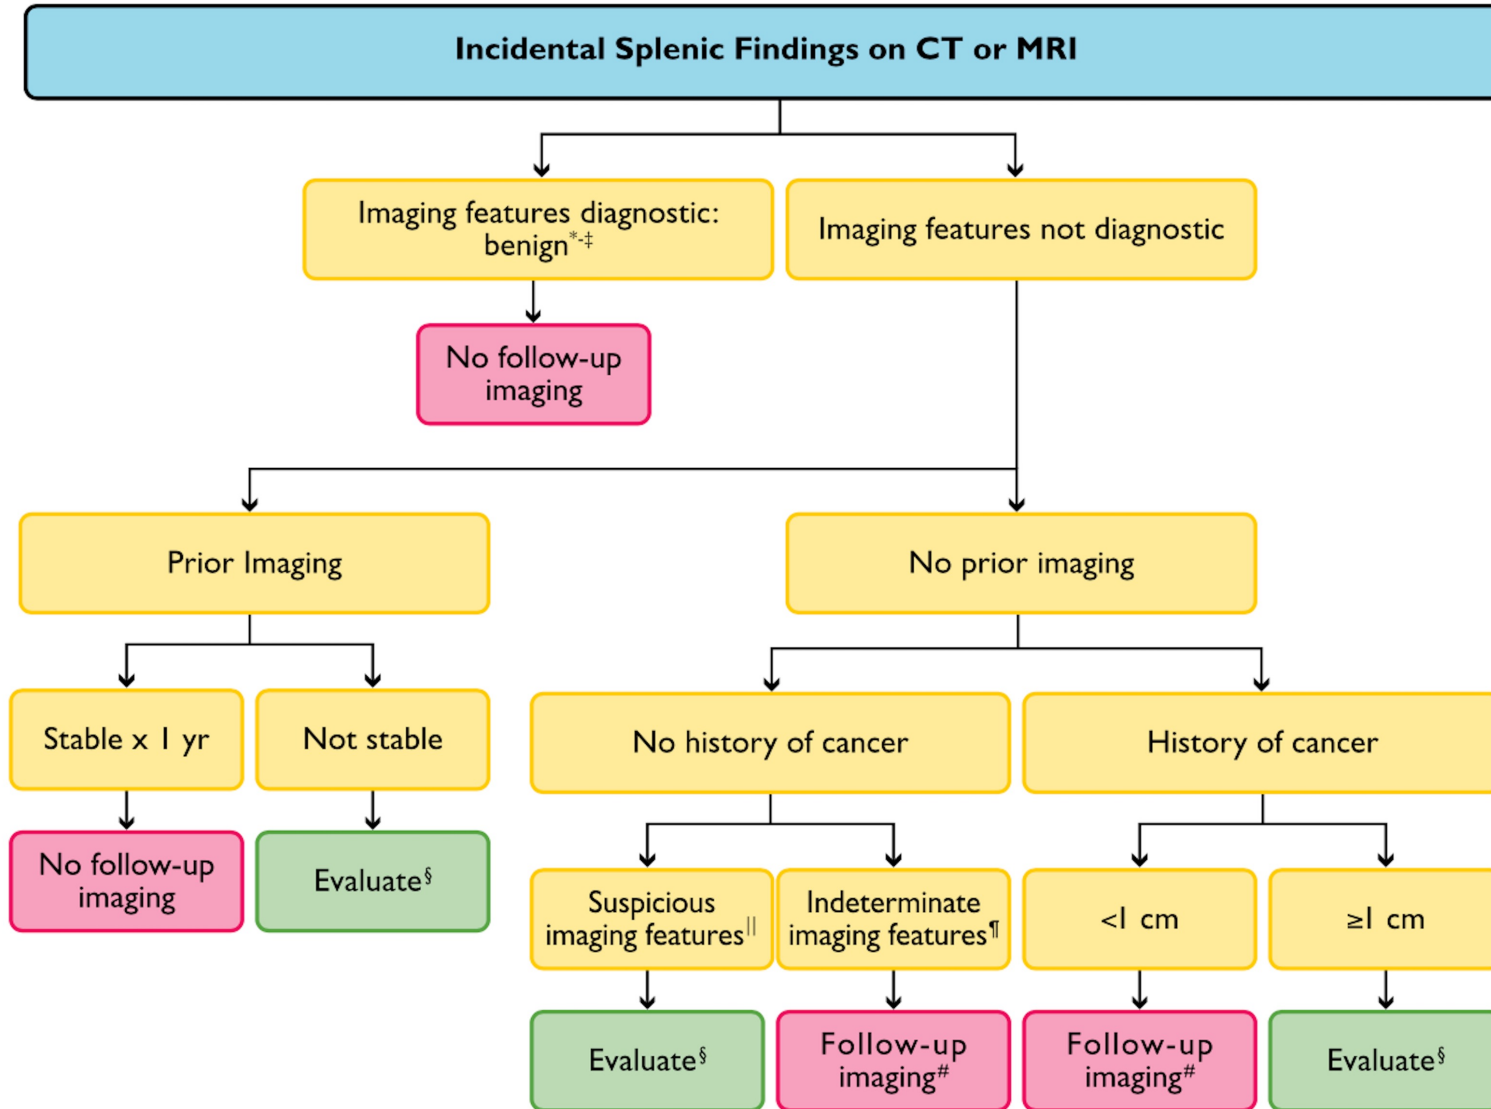 Incidental Splenic Findings on CT or MRI
Imaging features diagnostic:
benign*-‡
Imaging features not diagnostic
No follow-up
imaging
Prior Imaging
No prior imaging
Stable x 1 yr
Not stable
No history of cancer
History of cancer
No follow-up
imaging
Evaluate§
Suspicious
imaging features||
Indeterminate
imaging features¶
<1 cm
≥1 cm
Evaluate§
Follow-up
imaging#
Follow-up
imaging#
Evaluate§